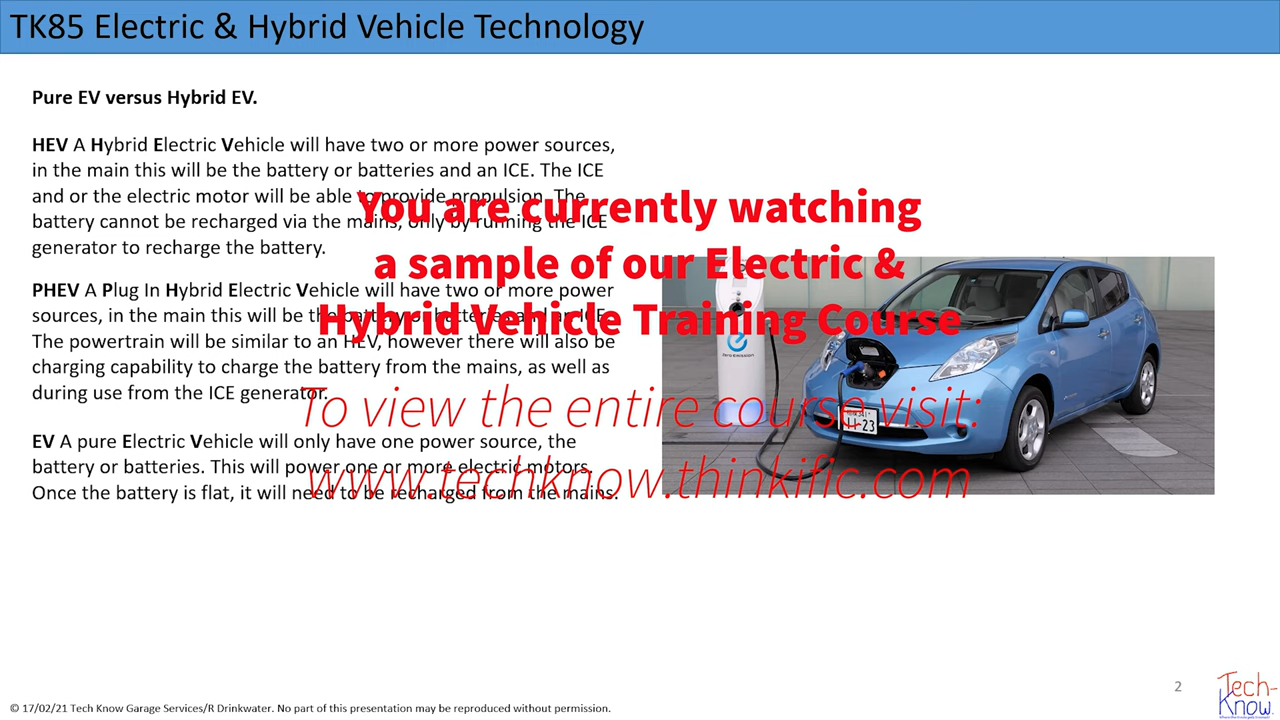 TK85 Electric & Hybrid Vehicle Technology
Pure EV versus Hybrid EV.
HEV A Hybrid Electric Vehicle will have two or more power sources,
in the main this will be the battery or batteries and an ICE. The ICE
and or the electric motor will be able to provide propulsion. The
battery cannot be recharged via the mains, only by running the ICE
generator to recharge the battery.
PHEV A Plug In Hybrid Electric Vehicle will have two or more power
sources, in the main this will be the battery or batteries and an ICE.
The powertrain will be similar to an HEV, however there will also be
charging capability to charge the battery from the mains, as well as
during use from the ICE generator.
EV A pure Electric Vehicle will only have one power source, the
battery or batteries. This will power one or more electric motors.
Once the battery is flat, it will need to be recharged from the mains.
You are currently watching
a sample of our Electric &
Hybrid Vehicle Training Course
To view the entire course visit:
www.techknow.thinkific.com
ZERO EMISSION
11-23
2
Tech-
Know.
© 17/02/21 Tech Know Garage Services/R Drinkwater. No part of this presentation may be reproduced without permission.